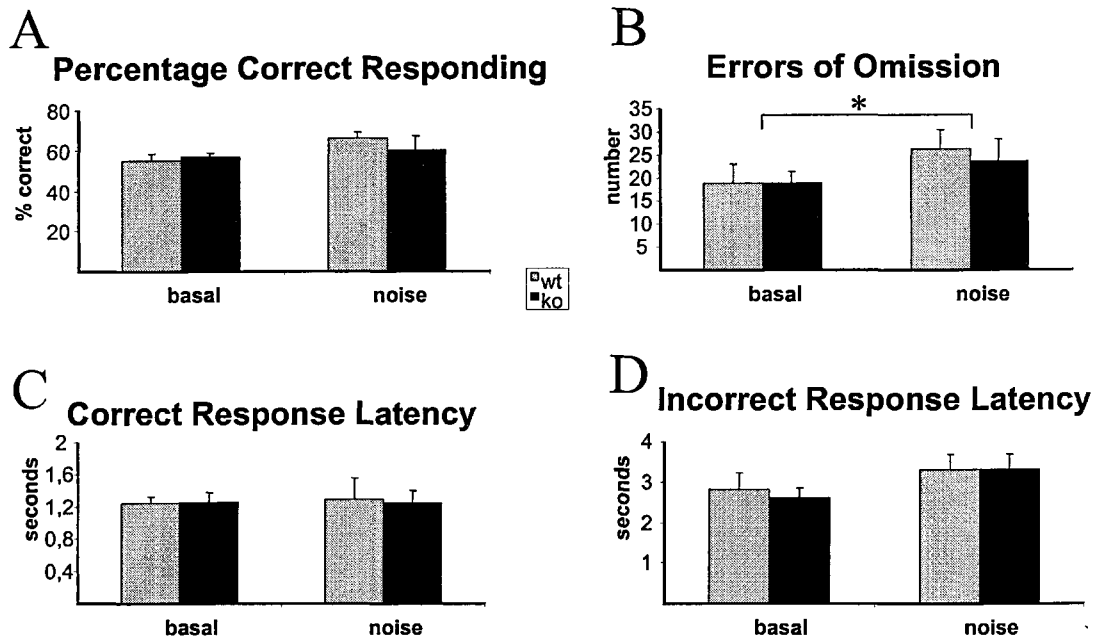 A
Percentage Correct Responding
% correct
80
60
40
20
basal
noise
B
Errors of Omission
*
number
35
30
25
20
15
10
5
basal
noise
wt
ko
C
Correct Response Latency
seconds
2
1,6
1,2
0,8
0,4
basal
noise
D
Incorrect Response Latency
seconds
4
3
2
1
basal
noise